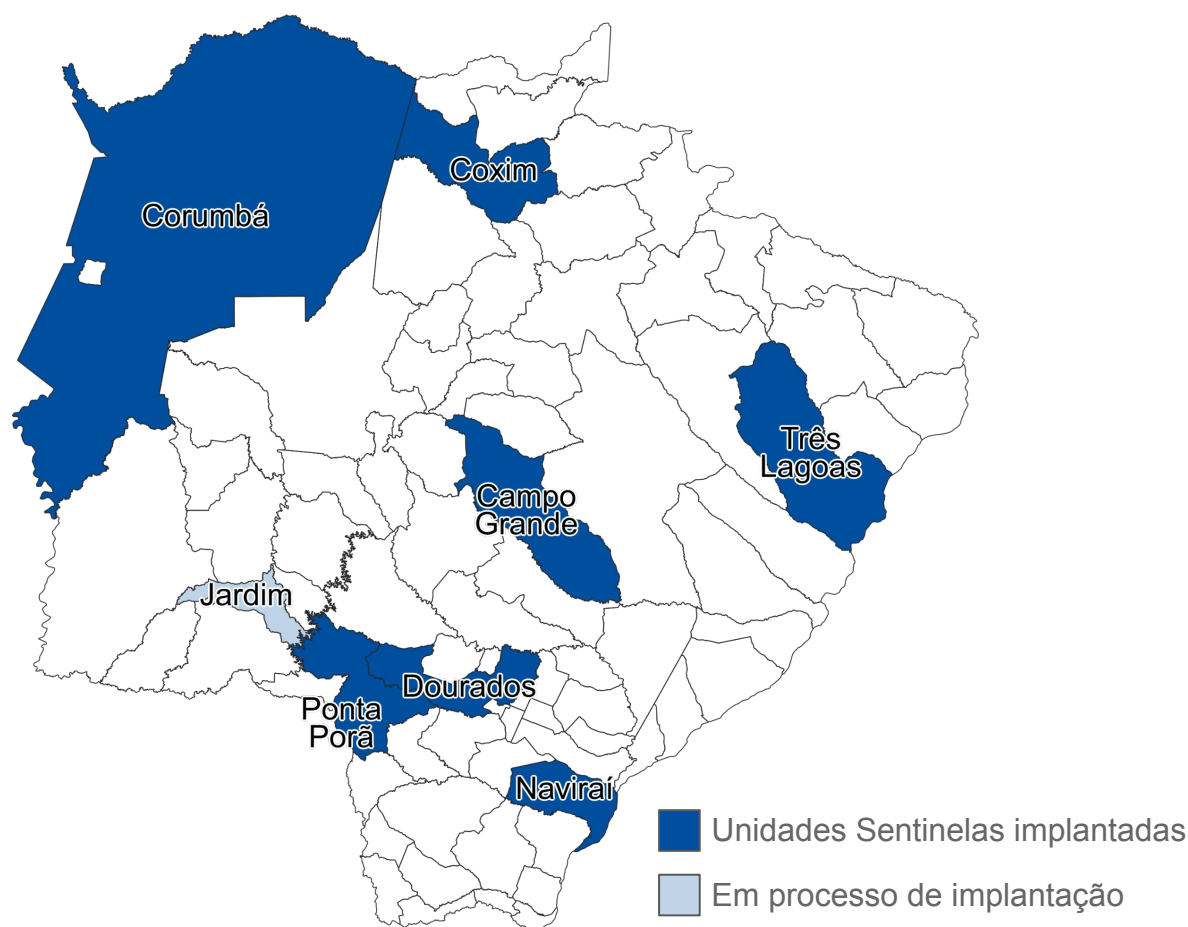 Coxim
Corumbá
Três
Lagoas
Campo
Grande
Jardim
Dourados
Ponta
Porã
Naviraí
Unidades Sentinelas implantadas
Em processo de implantação